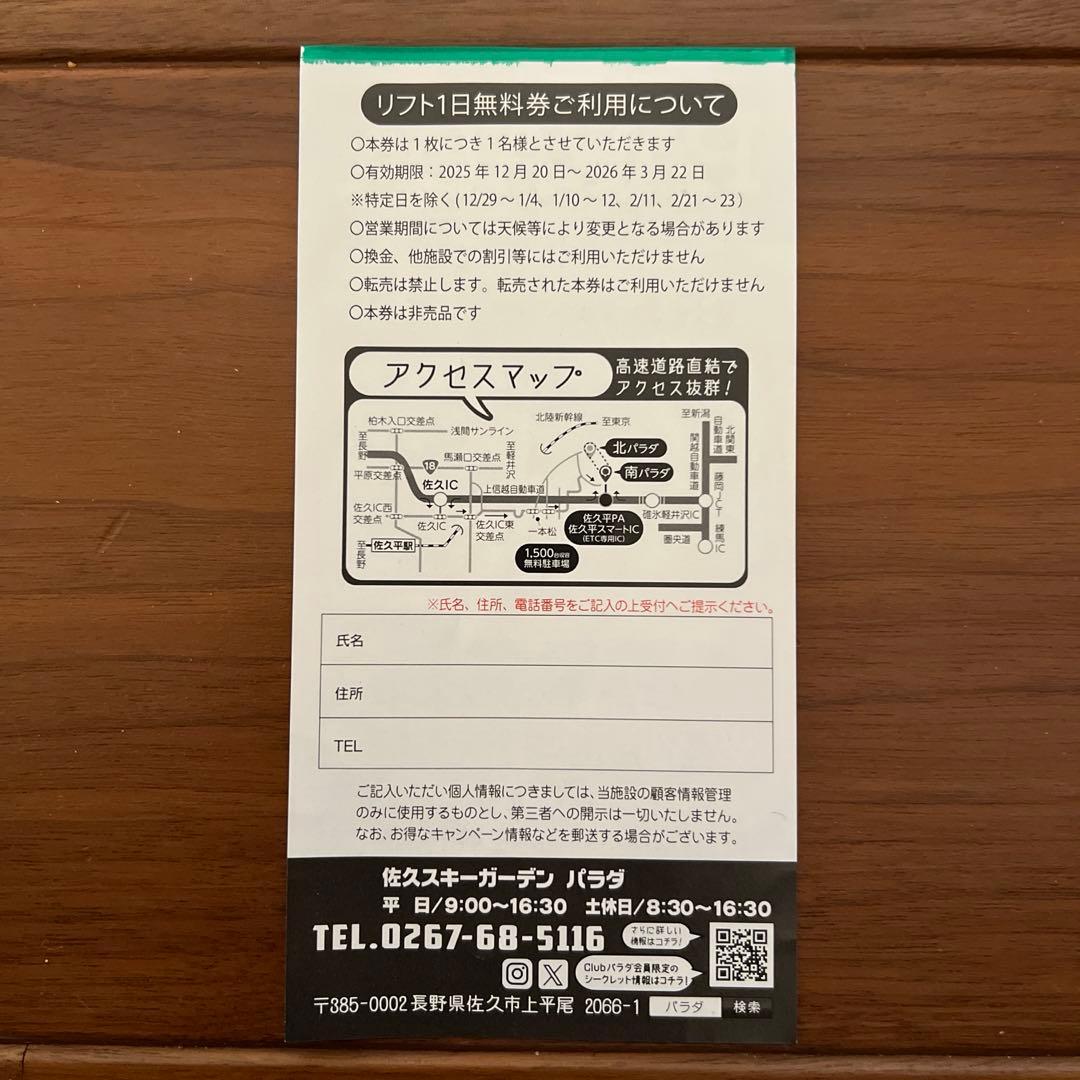 リフト1日無料券ご利用について
〇本券は1枚につき1名様とさせていただきます
〇有効期限：2025年12月20日～2026年3月22日
※特定日を除く(12/29～1/4、1/10～12、2/11、2/21～23)
〇営業期間については天候等により変更となる場合があります
〇換金、他施設での割引等にはご利用いただけません
〇転売は禁止します。転売された本券はご利用いただけません
〇本券は非売品です
アクセスマップ
高速道路直結で
アクセス抜群！
柏木入口交差点
浅間サンライン
至長野
平原交差点
18
馬瀬口交差点
至軽井沢
佐久IC
上信越自動車道
北陸新幹線
至東京
北パラダ
南パラダ
至新潟
関越自動車道
北関東
自動車道
藤岡JCT
佐久IC西
交差点
佐久IC
佐久IC東
交差点
一本松
佐久平PA
佐久平スマートIC
(ETC専用IC)
碓氷軽井沢IC
圏央道
練馬IC
至長野
佐久平駅
1,500台収容
無料駐車場
※氏名、住所、電話番号をご記入の上受付へご提示ください。
氏名
住所
TEL
ご記入いただい個人情報につきましては、当施設の顧客情報管理
のみに使用するものとし、第三者への開示は一切いたしません。
なお、お得なキャンペーン情報などを郵送する場合がございます。
佐久スキーガーデン パラダ
平 日/9:00～16:30 土休日/8:30～16:30
TEL.0267-68-5116
さらに詳しい
情報はコチラ！
Clubパラダ会員限定の
シークレット情報はコチラ！
〒385-0002 長野県佐久市上平尾 2066-1
パラダ 検索